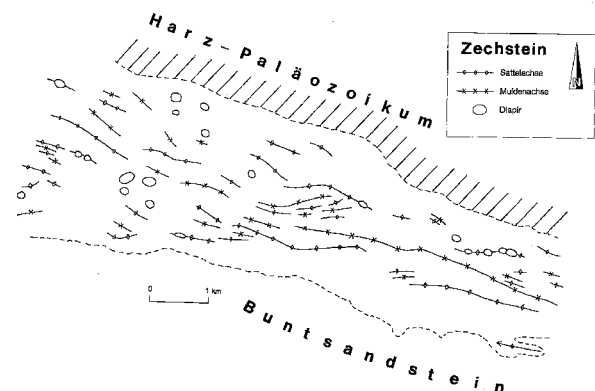 Harz-Paläozoikum
Zechstein
Sattelachse
Muldenachse
Diapir
0 1 km
Buntsandstein